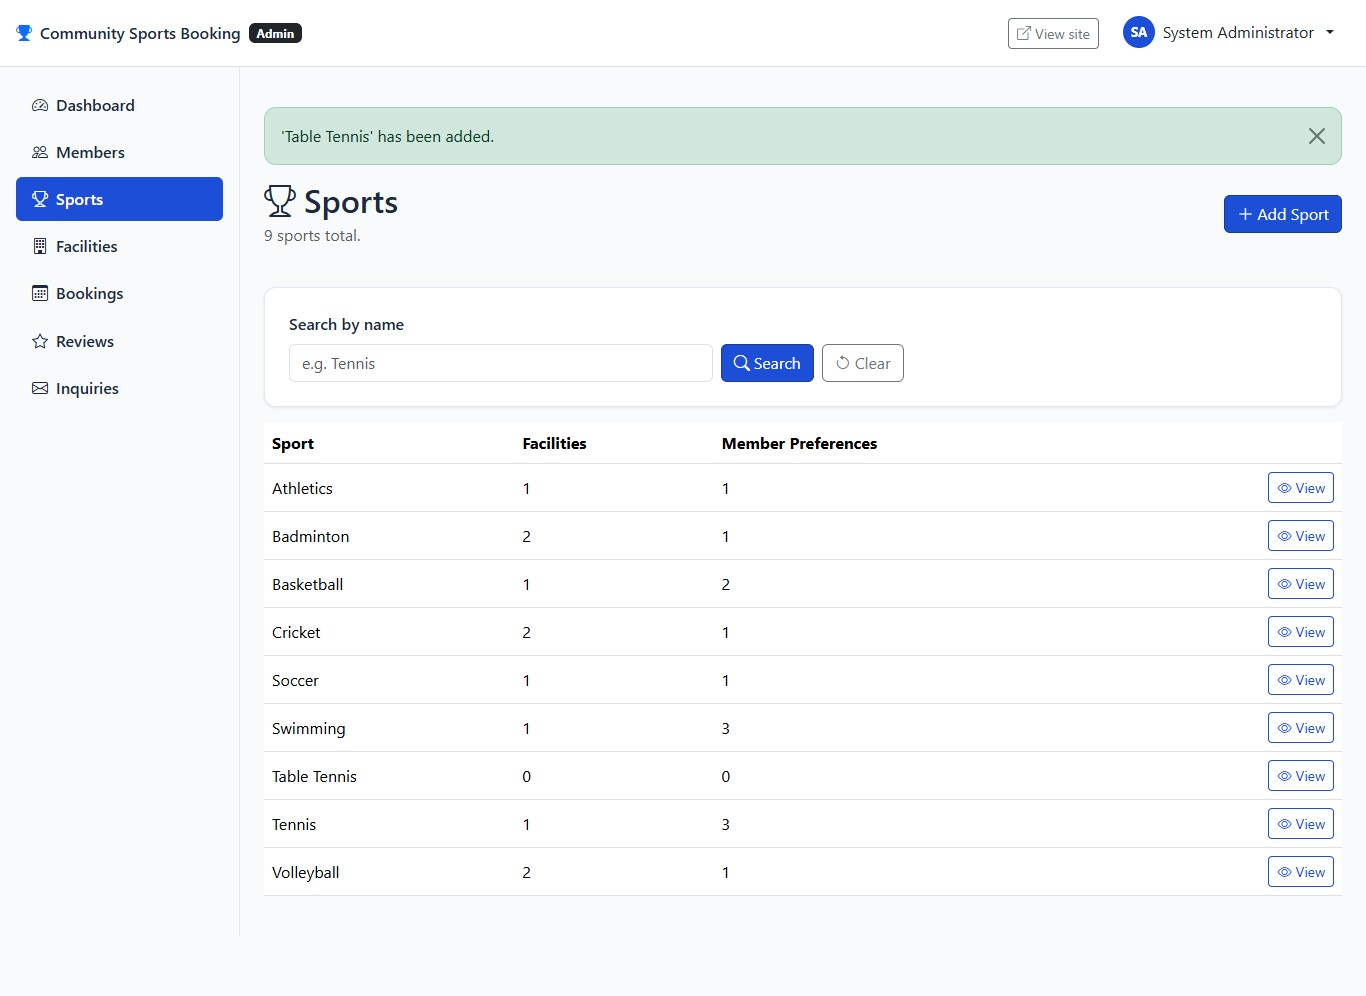 Community Sports Booking Admin
View site
SA System Administrator
Dashboard
Members
Sports
Facilities
Bookings
Reviews
Inquiries
'Table Tennis' has been added.
Sports
9 sports total.
Add Sport
Search by name
e.g. Tennis
Search
Clear
Sport Facilities Member Preferences
Athletics 1 1 View
Badminton 2 1 View
Basketball 1 2 View
Cricket 2 1 View
Soccer 1 1 View
Swimming 1 3 View
Table Tennis 0 0 View
Tennis 1 3 View
Volleyball 2 1 View